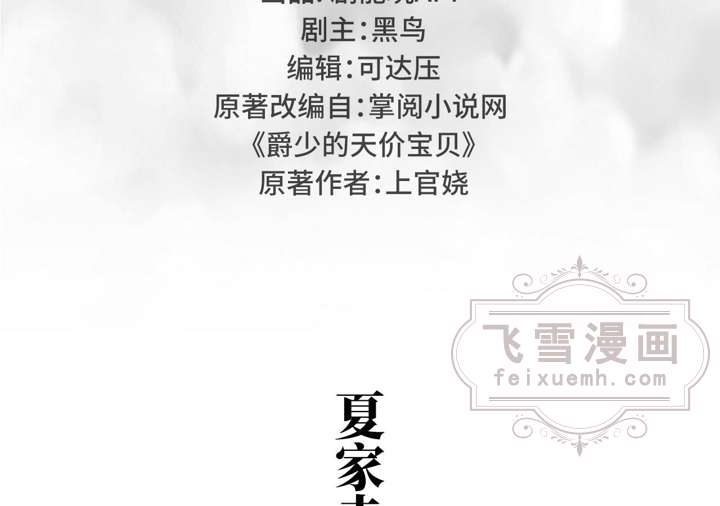 剧主：黑鸟
编辑：可达压
原著改编自：掌阅小说网
《爵少的天价宝贝》
原著作者：上官娆
飞雪漫画
feixuemh.com
夏家